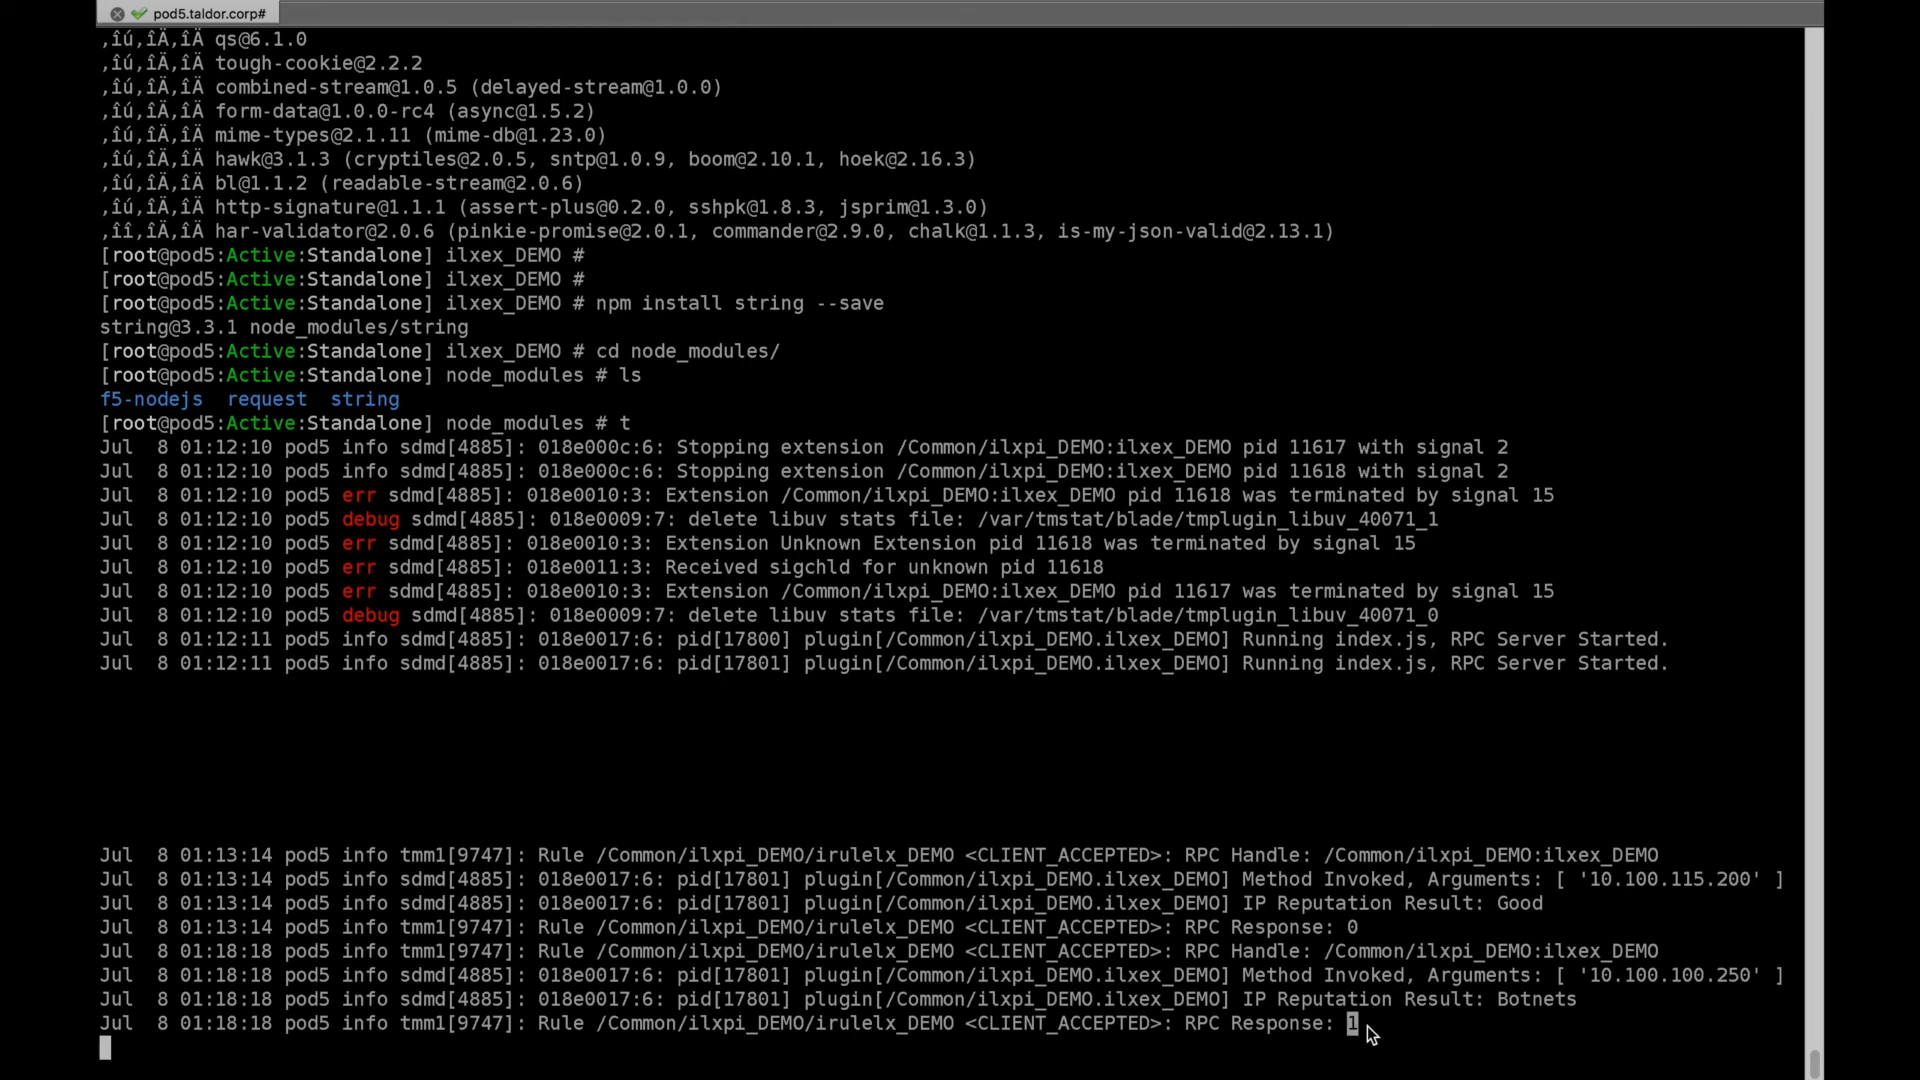 pod5.taldor.corp#
‚îú‚îÄ‚îÄ qs@6.1.0
‚îú‚îÄ‚îÄ tough-cookie@2.2.2
‚îú‚îÄ‚îÄ combined-stream@1.0.5 (delayed-stream@1.0.0)
‚îú‚îÄ‚îÄ form-data@1.0.0-rc4 (async@1.5.2)
‚îú‚îÄ‚îÄ mime-types@2.1.11 (mime-db@1.23.0)
‚îú‚îÄ‚îÄ hawk@3.1.3 (cryptiles@2.0.5, sntp@1.0.9, boom@2.10.1, hoek@2.16.3)
‚îú‚îÄ‚îÄ bl@1.1.2 (readable-stream@2.0.6)
‚îú‚îÄ‚îÄ http-signature@1.1.1 (assert-plus@0.2.0, sshpk@1.8.3, jsprim@1.3.0)
‚îî‚îÄ‚îÄ har-validator@2.0.6 (pinkie-promise@2.0.1, commander@2.9.0, chalk@1.1.3, is-my-json-valid@2.13.1)
[root@pod5:Active:Standalone] ilxex_DEMO #
[root@pod5:Active:Standalone] ilxex_DEMO #
[root@pod5:Active:Standalone] ilxex_DEMO # npm install string --save
string@3.3.1 node_modules/string
[root@pod5:Active:Standalone] ilxex_DEMO # cd node_modules/
[root@pod5:Active:Standalone] node_modules # ls
f5-nodejs  request  string
[root@pod5:Active:Standalone] node_modules # t
Jul  8 01:12:10 pod5 info sdmd[4885]: 018e000c:6: Stopping extension /Common/ilxpi_DEMO:ilxex_DEMO pid 11617 with signal 2
Jul  8 01:12:10 pod5 info sdmd[4885]: 018e000c:6: Stopping extension /Common/ilxpi_DEMO:ilxex_DEMO pid 11618 with signal 2
Jul  8 01:12:10 pod5 err sdmd[4885]: 018e0010:3: Extension /Common/ilxpi_DEMO:ilxex_DEMO pid 11618 was terminated by signal 15
Jul  8 01:12:10 pod5 debug sdmd[4885]: 018e0009:7: delete libuv stats file: /var/tmstat/blade/tmplugin_libuv_40071_1
Jul  8 01:12:10 pod5 err sdmd[4885]: 018e0010:3: Extension Unknown Extension pid 11618 was terminated by signal 15
Jul  8 01:12:10 pod5 err sdmd[4885]: 018e0011:3: Received sigchld for unknown pid 11618
Jul  8 01:12:10 pod5 err sdmd[4885]: 018e0010:3: Extension /Common/ilxpi_DEMO:ilxex_DEMO pid 11617 was terminated by signal 15
Jul  8 01:12:10 pod5 debug sdmd[4885]: 018e0009:7: delete libuv stats file: /var/tmstat/blade/tmplugin_libuv_40071_0
Jul  8 01:12:11 pod5 info sdmd[4885]: 018e0017:6: pid[17800] plugin[/Common/ilxpi_DEMO.ilxex_DEMO] Running index.js, RPC Server Started.
Jul  8 01:12:11 pod5 info sdmd[4885]: 018e0017:6: pid[17801] plugin[/Common/ilxpi_DEMO.ilxex_DEMO] Running index.js, RPC Server Started.
Jul  8 01:13:14 pod5 info tmm1[9747]: Rule /Common/ilxpi_DEMO/irulelx_DEMO <CLIENT_ACCEPTED>: RPC Handle: /Common/ilxpi_DEMO:ilxex_DEMO
Jul  8 01:13:14 pod5 info sdmd[4885]: 018e0017:6: pid[17801] plugin[/Common/ilxpi_DEMO.ilxex_DEMO] Method Invoked, Arguments: [ '10.100.115.200' ]
Jul  8 01:13:14 pod5 info sdmd[4885]: 018e0017:6: pid[17801] plugin[/Common/ilxpi_DEMO.ilxex_DEMO] IP Reputation Result: Good
Jul  8 01:13:14 pod5 info tmm1[9747]: Rule /Common/ilxpi_DEMO/irulelx_DEMO <CLIENT_ACCEPTED>: RPC Response: 0
Jul  8 01:18:18 pod5 info tmm1[9747]: Rule /Common/ilxpi_DEMO/irulelx_DEMO <CLIENT_ACCEPTED>: RPC Handle: /Common/ilxpi_DEMO:ilxex_DEMO
Jul  8 01:18:18 pod5 info sdmd[4885]: 018e0017:6: pid[17801] plugin[/Common/ilxpi_DEMO.ilxex_DEMO] Method Invoked, Arguments: [ '10.100.100.250' ]
Jul  8 01:18:18 pod5 info sdmd[4885]: 018e0017:6: pid[17801] plugin[/Common/ilxpi_DEMO.ilxex_DEMO] IP Reputation Result: Botnets
Jul  8 01:18:18 pod5 info tmm1[9747]: Rule /Common/ilxpi_DEMO/irulelx_DEMO <CLIENT_ACCEPTED>: RPC Response: 1